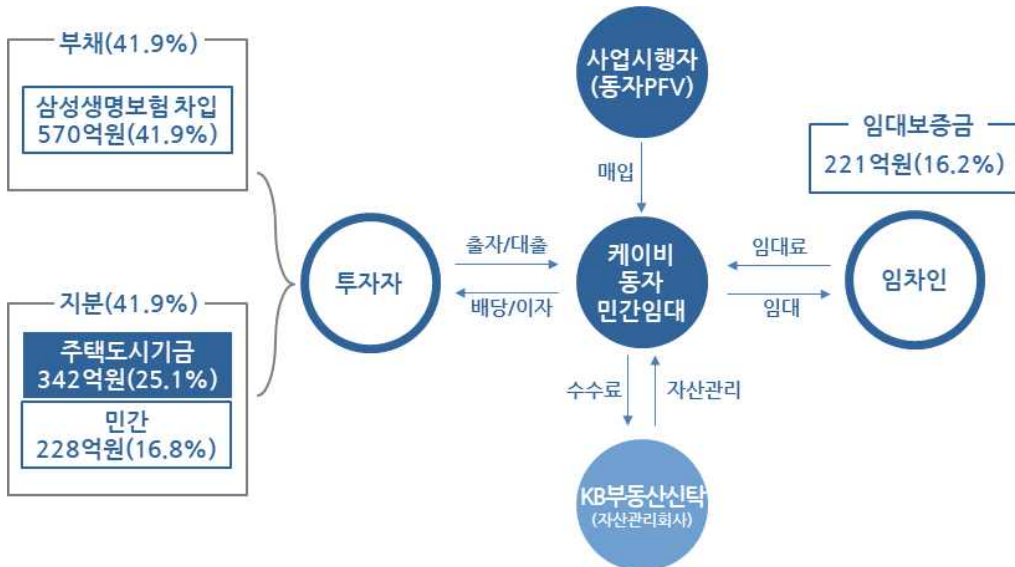 부채(41.9%)
삼성생명보험 차입
570억원(41.9%)
지분(41.9%)
주택도시기금
342억원(25.1%)
민간
228억원(16.8%)
투자자
출자/대출
배당/이자
사업시행자
(동자PFV)
매입
케이비
동자
민간임대
수수료
자산관리
KB부동산신탁
(자산관리회사)
임대료
임대
임대보증금
221억원(16.2%)
임차인